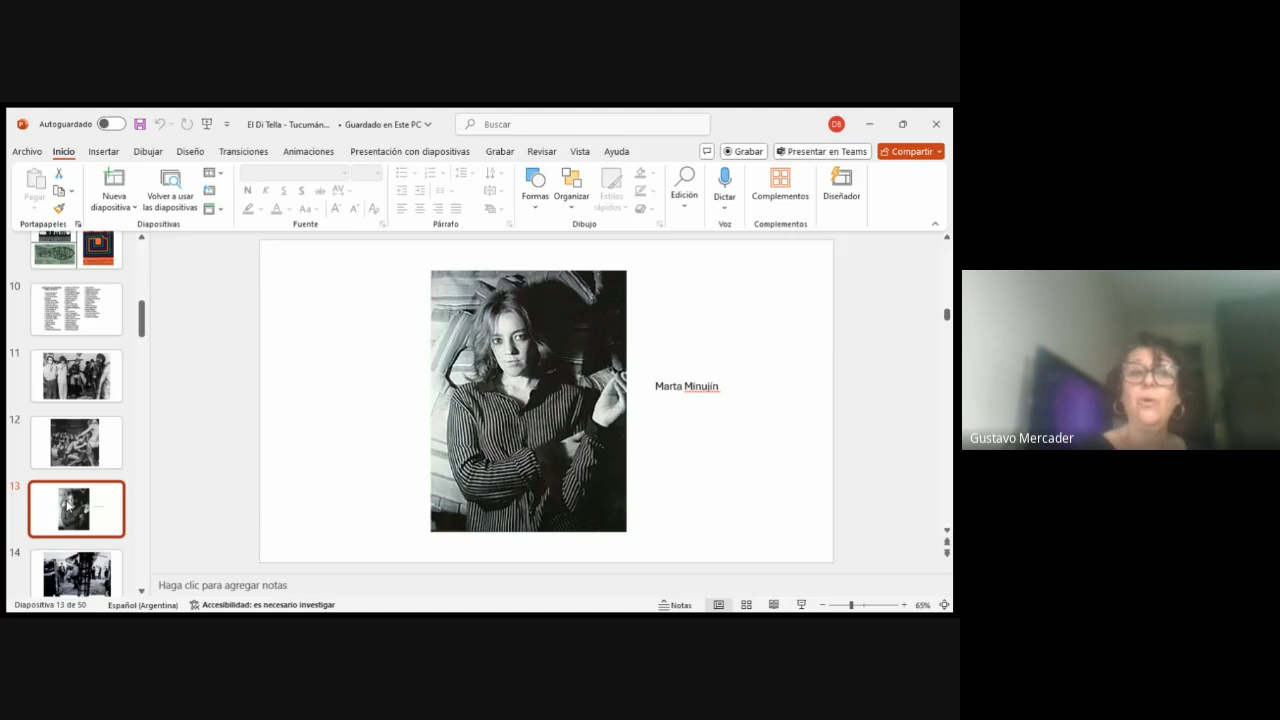 Autoguardado
El Di Tella - Tucumán... • Guardado en Este PC
Buscar
DB
Archivo Inicio Insertar Dibujar Diseño Transiciones Animaciones Presentación con diapositivas Grabar Revisar Vista Ayuda
Grabar
Presentar en Teams
Compartir
Pegar
Nueva diapositiva
Volver a usar las diapositivas
N K S S ab AV
Aa A A A
Formas
Organizar
Estilos rápidos
Edición
Dictar
Complementos
Diseñador
Portapapeles
Diapositivas
Fuente
Párrafo
Dibujo
Voz
Complementos
10
11
12
13
14
Marta Minujín
Gustavo Mercader
Haga clic para agregar notas
Diapositiva 13 de 50
Español (Argentina)
Accesibilidad: es necesario investigar
Notas
65%